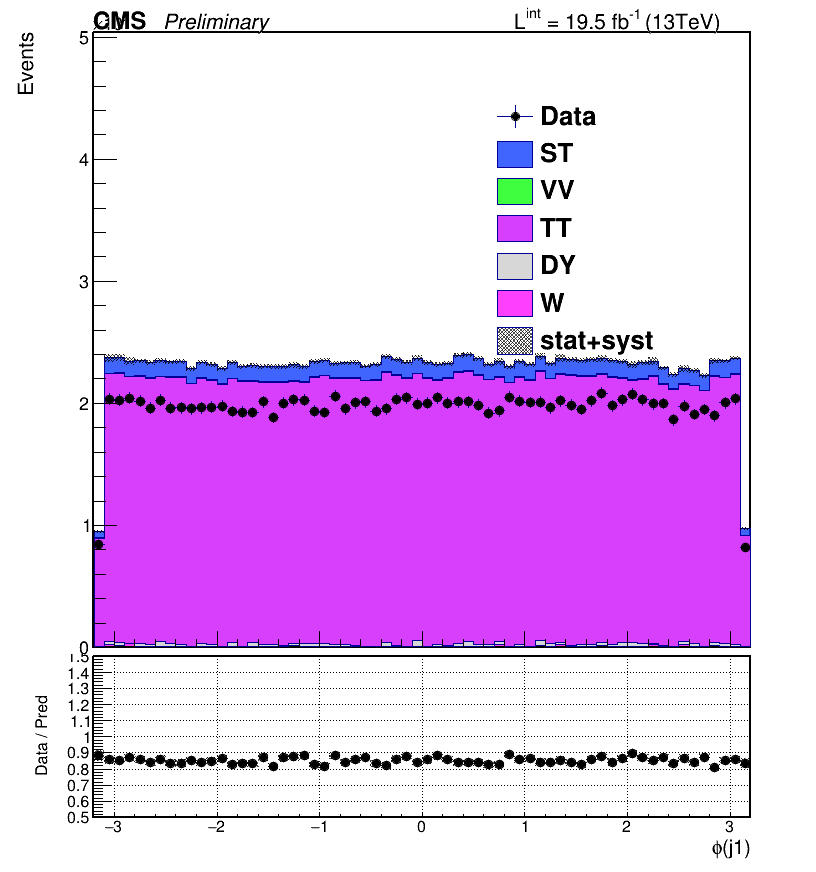 CMS Preliminary L^int = 19.5 fb^-1 (13TeV)
Events
5
4
3
2
1
0
Data
ST
VV
TT
DY
W
stat+syst
Data / Pred
1.5
1.4
1.3
1.2
1.1
1
0.9
0.8
0.7
0.6
0.5
−3 −2 −1 0 1 2 3
ϕ(j1)